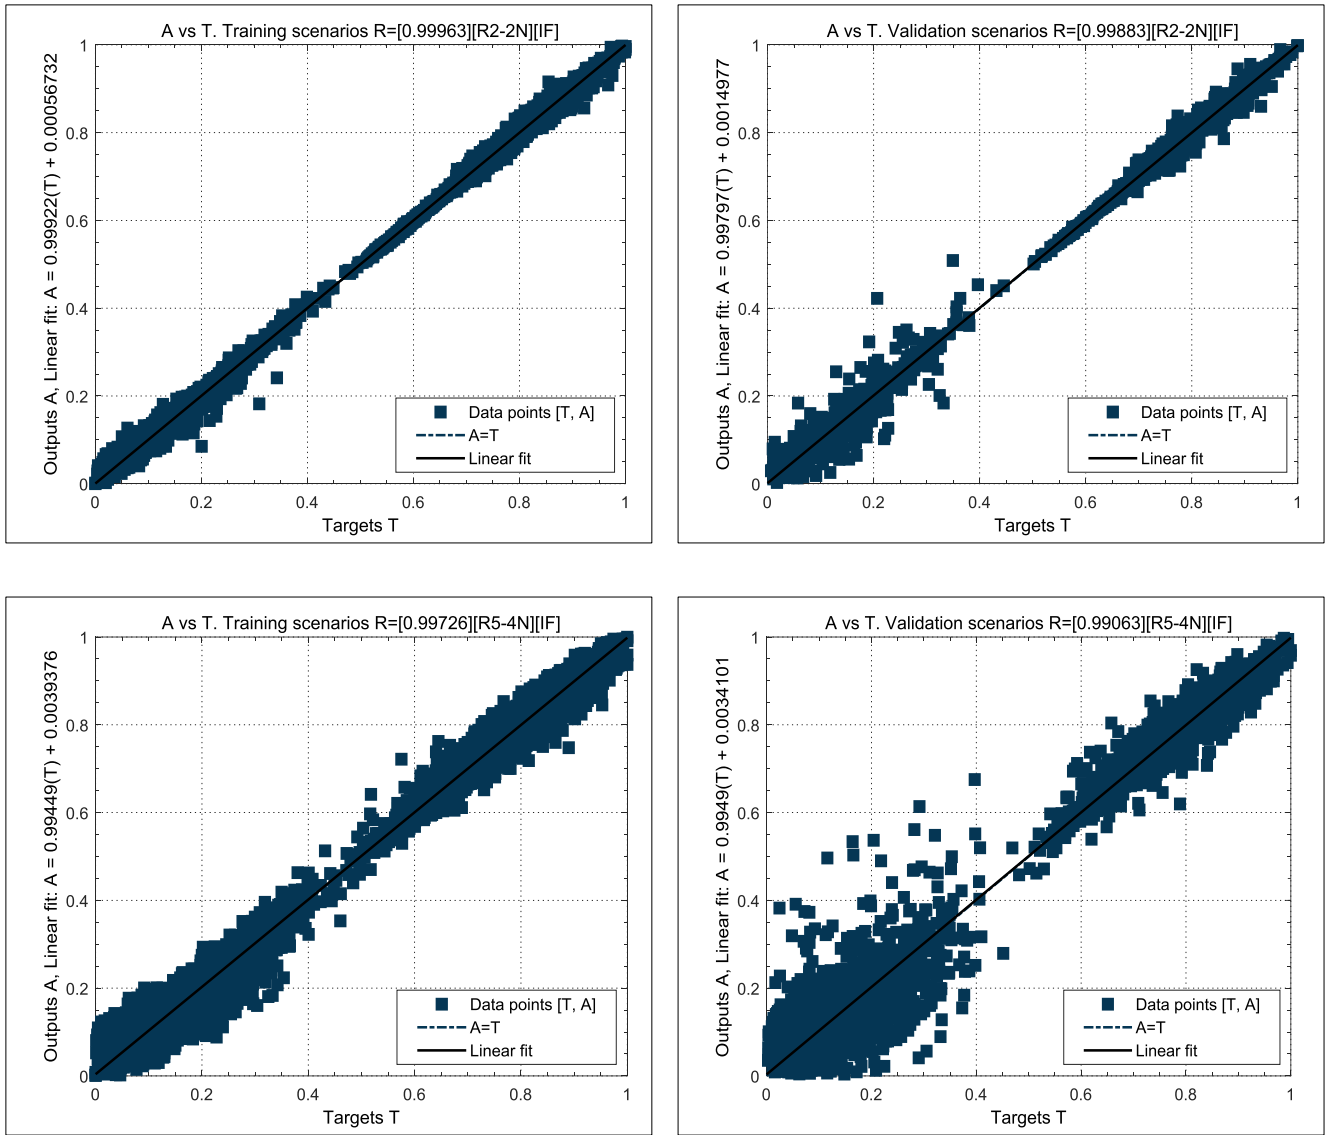 A vs T. Training scenarios R=[0.99963][R2-2N][IF]
Outputs A, Linear fit: A = 0.99922(T) + 0.00056732
1
0.8
0.6
0.4
0.2
0
Data points [T, A]
A=T
Linear fit
0 0.2 0.4 0.6 0.8 1
Targets T
A vs T. Validation scenarios R=[0.99883][R2-2N][IF]
Outputs A, Linear fit: A = 0.99797(T) + 0.0014977
1
0.8
0.6
0.4
0.2
0
Data points [T, A]
A=T
Linear fit
0 0.2 0.4 0.6 0.8 1
Targets T
A vs T. Training scenarios R=[0.99726][R5-4N][IF]
Outputs A, Linear fit: A = 0.99449(T) + 0.0039376
1
0.8
0.6
0.4
0.2
0
Data points [T, A]
A=T
Linear fit
0 0.2 0.4 0.6 0.8 1
Targets T
A vs T. Validation scenarios R=[0.99063][R5-4N][IF]
Outputs A, Linear fit: A = 0.9949(T) + 0.0034101
1
0.8
0.6
0.4
0.2
0
Data points [T, A]
A=T
Linear fit
0 0.2 0.4 0.6 0.8 1
Targets T